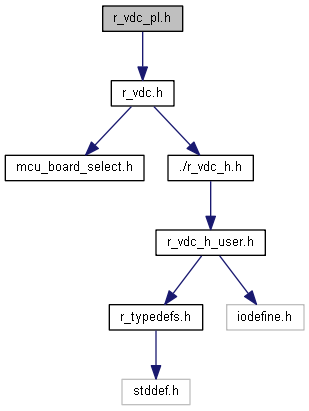 r_vdc_pl.h
r_vdc.h
mcu_board_select.h
./r_vdc_h.h
r_vdc_h_user.h
r_typedefs.h
iodefine.h
stddef.h